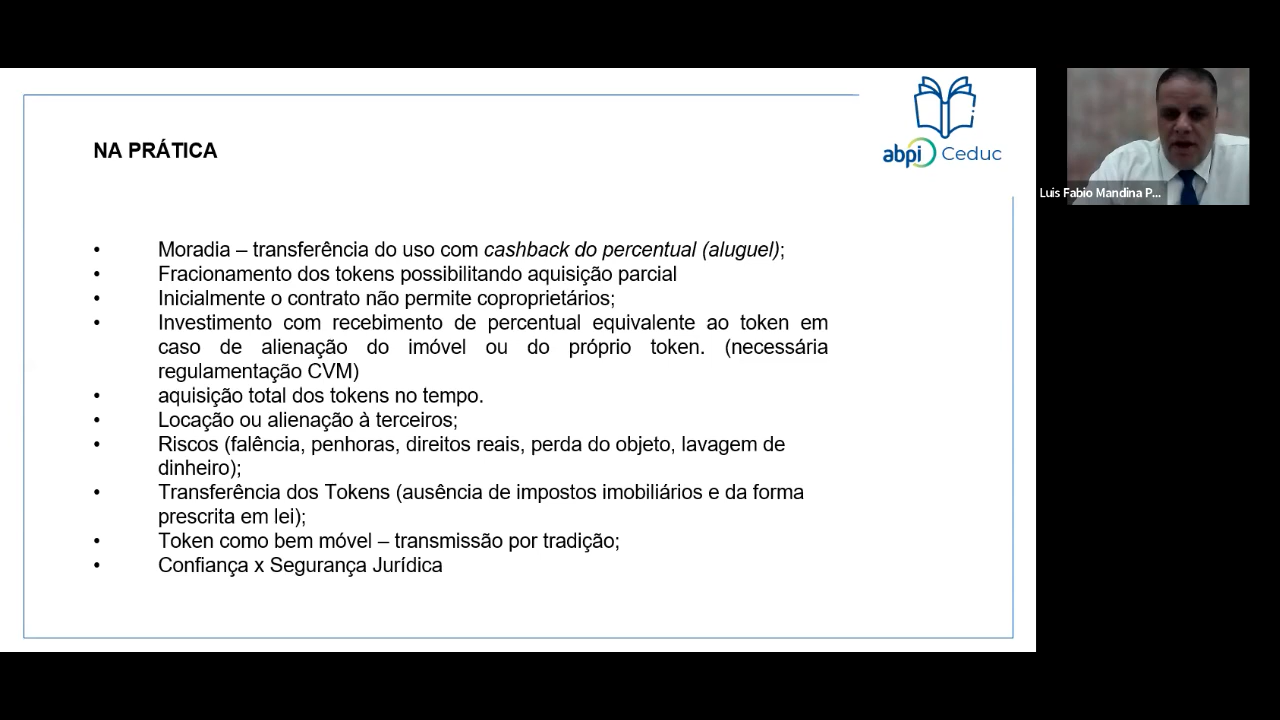 abpi Ceduc
NA PRÁTICA
• Moradia – transferência do uso com cashback do percentual (aluguel);
• Fracionamento dos tokens possibilitando aquisição parcial
• Inicialmente o contrato não permite coproprietários;
• Investimento com recebimento de percentual equivalente ao token em
caso de alienação do imóvel ou do próprio token. (necessária
regulamentação CVM)
• aquisição total dos tokens no tempo.
• Locação ou alienação à terceiros;
• Riscos (falência, penhoras, direitos reais, perda do objeto, lavagem de
dinheiro);
• Transferência dos Tokens (ausência de impostos imobiliários e da forma
prescrita em lei);
• Token como bem móvel – transmissão por tradição;
• Confiança x Segurança Jurídica
Luis Fabio Mandina P...